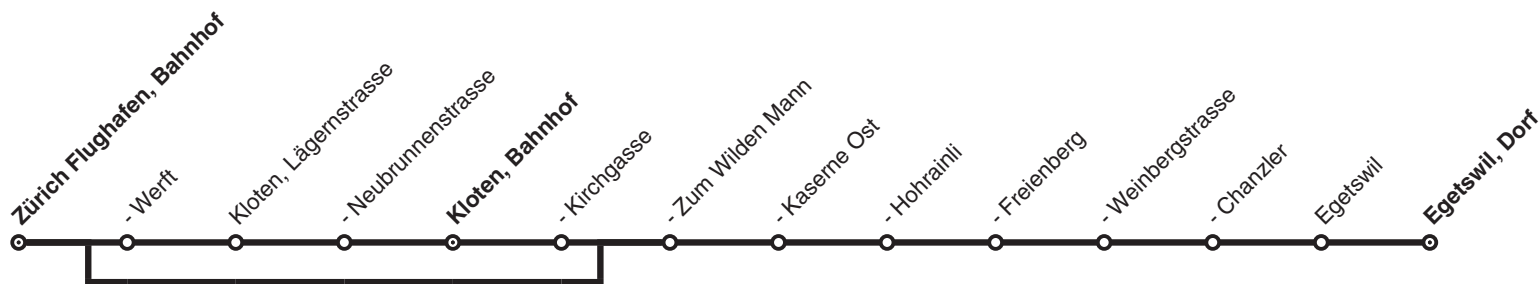 Zürich Flughafen, Bahnhof
- Werft
Kloten, Lägernstrasse
- Neubrunnenstrasse
Kloten, Bahnhof
- Kirchgasse
- Zum Wilden Mann
- Kaserne Ost
- Hohrainli
- Freienberg
- Weinbergstrasse
- Chanzler
Egetswil
Egetswil, Dorf